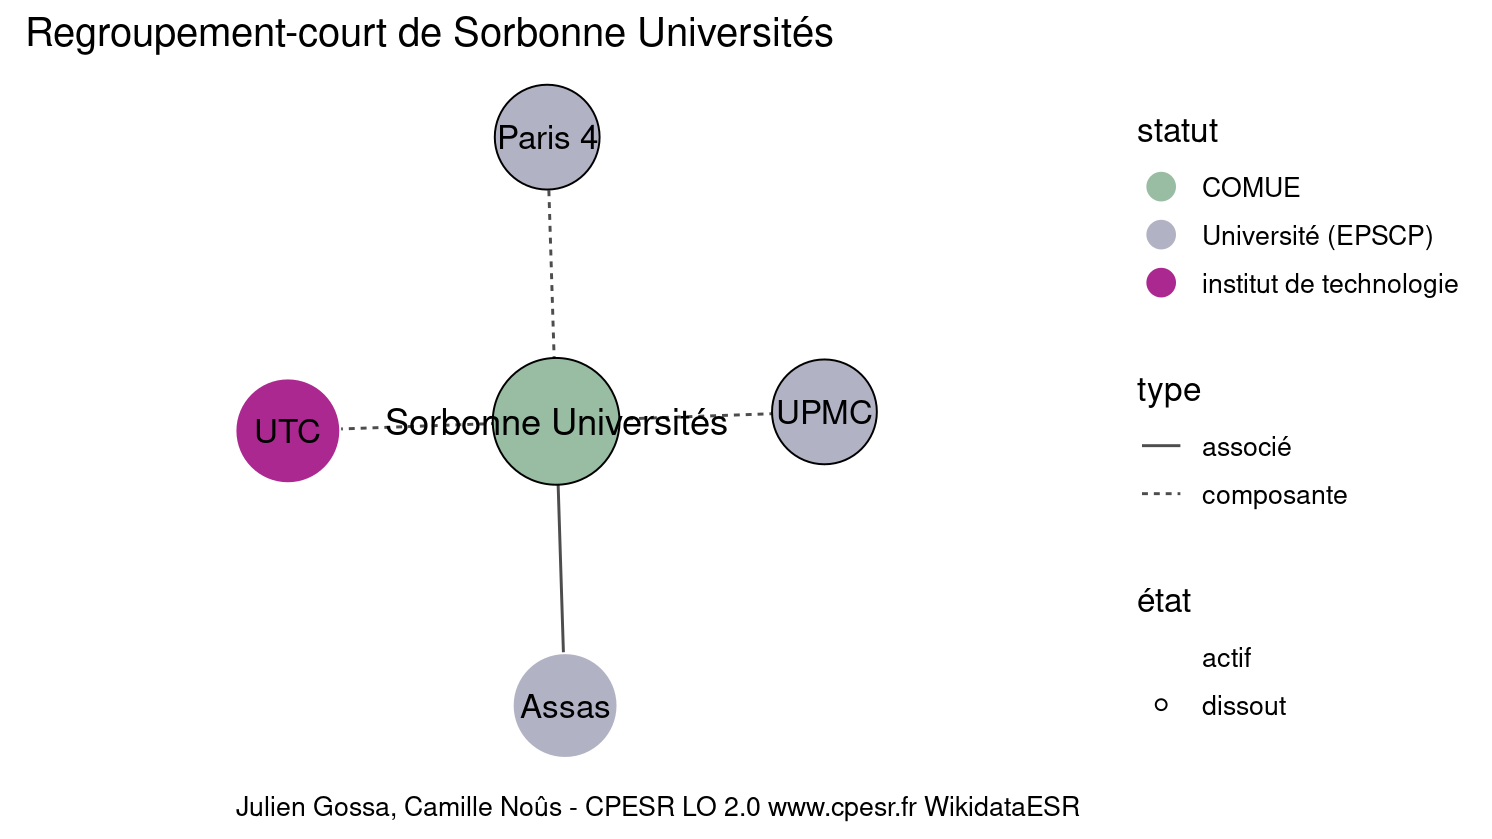 Regroupement-court de Sorbonne Universités
Paris 4
UTC
Sorbonne Universités
UPMC
Assas
statut
COMUE
Université (EPSCP)
institut de technologie
type
associé
composante
état
actif
dissout
Julien Gossa, Camille Noûs - CPESR LO 2.0 www.cpesr.fr WikidataESR